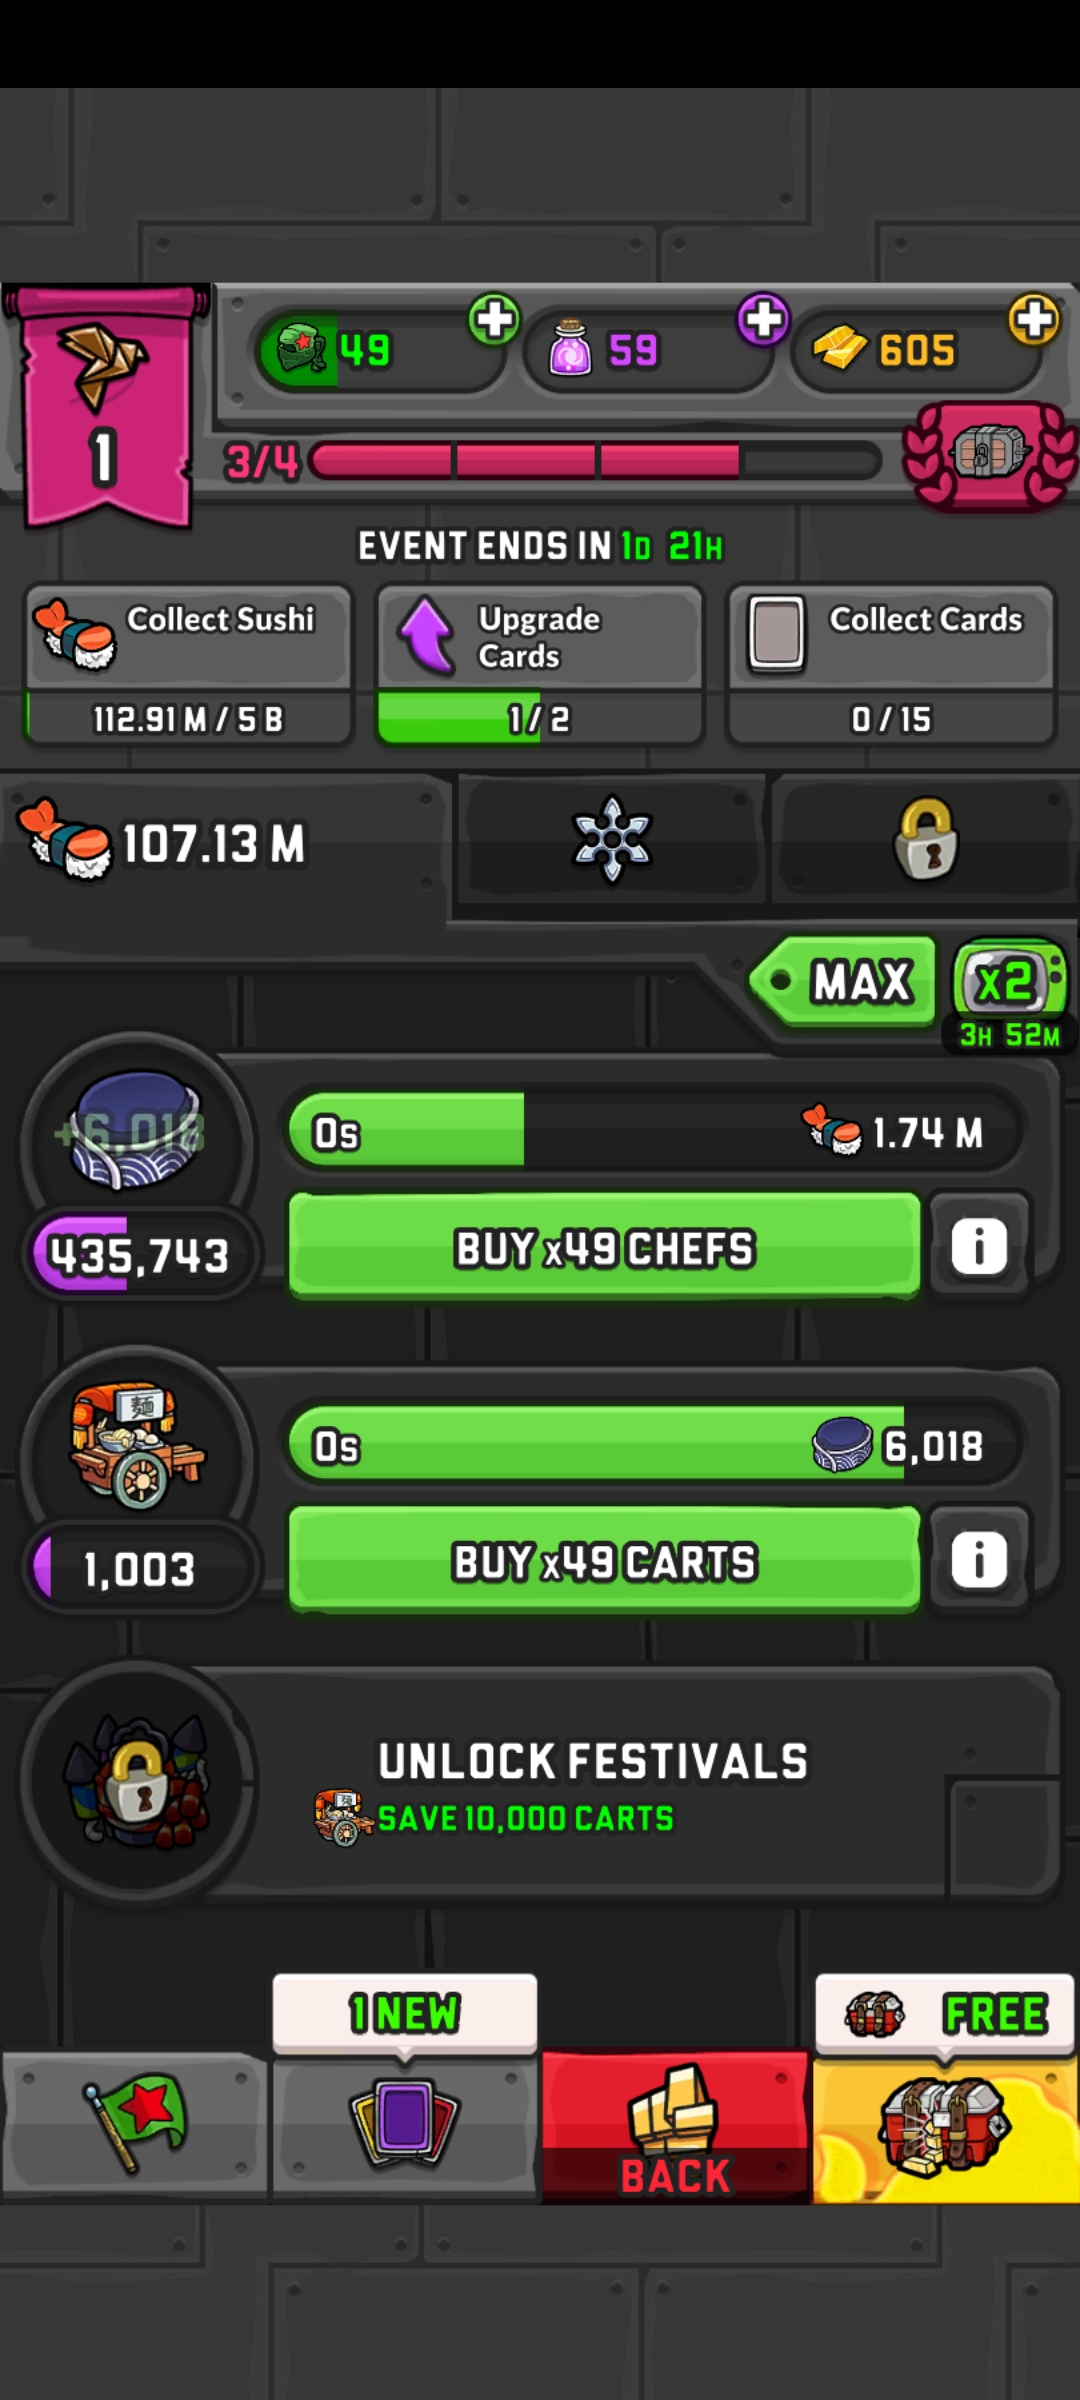 49
59
605
1
3/4
EVENT ENDS IN 1D 21H
Collect Sushi
112.91 M / 5 B
Upgrade
Cards
1 / 2
Collect Cards
0 / 15
107.13 M
MAX
x2
3H 52M
+6,018
0s
1.74 M
435,743
BUY x49 CHEFS
i
麺
0s
6,018
1,003
BUY x49 CARTS
i
UNLOCK FESTIVALS
SAVE 10,000 CARTS
1 NEW
FREE
BACK